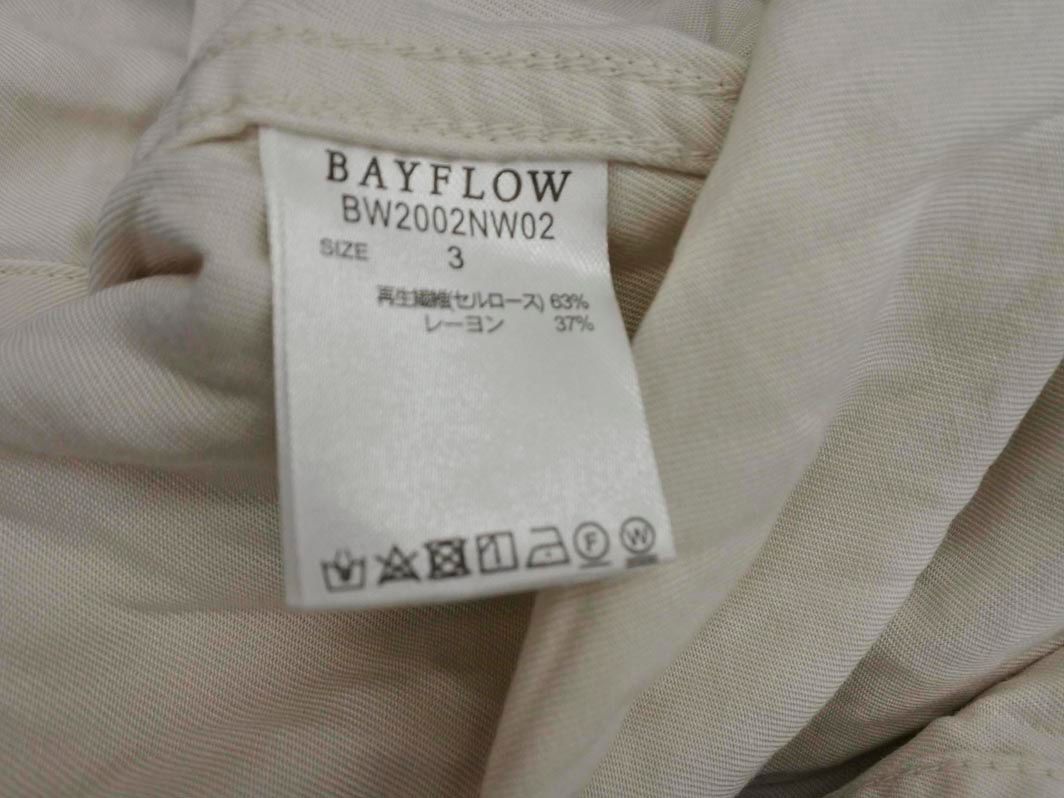 BAYFLOW
BW2002NW02
SIZE 3
再生繊維(セルロース) 63%
レーヨン 37%
F W